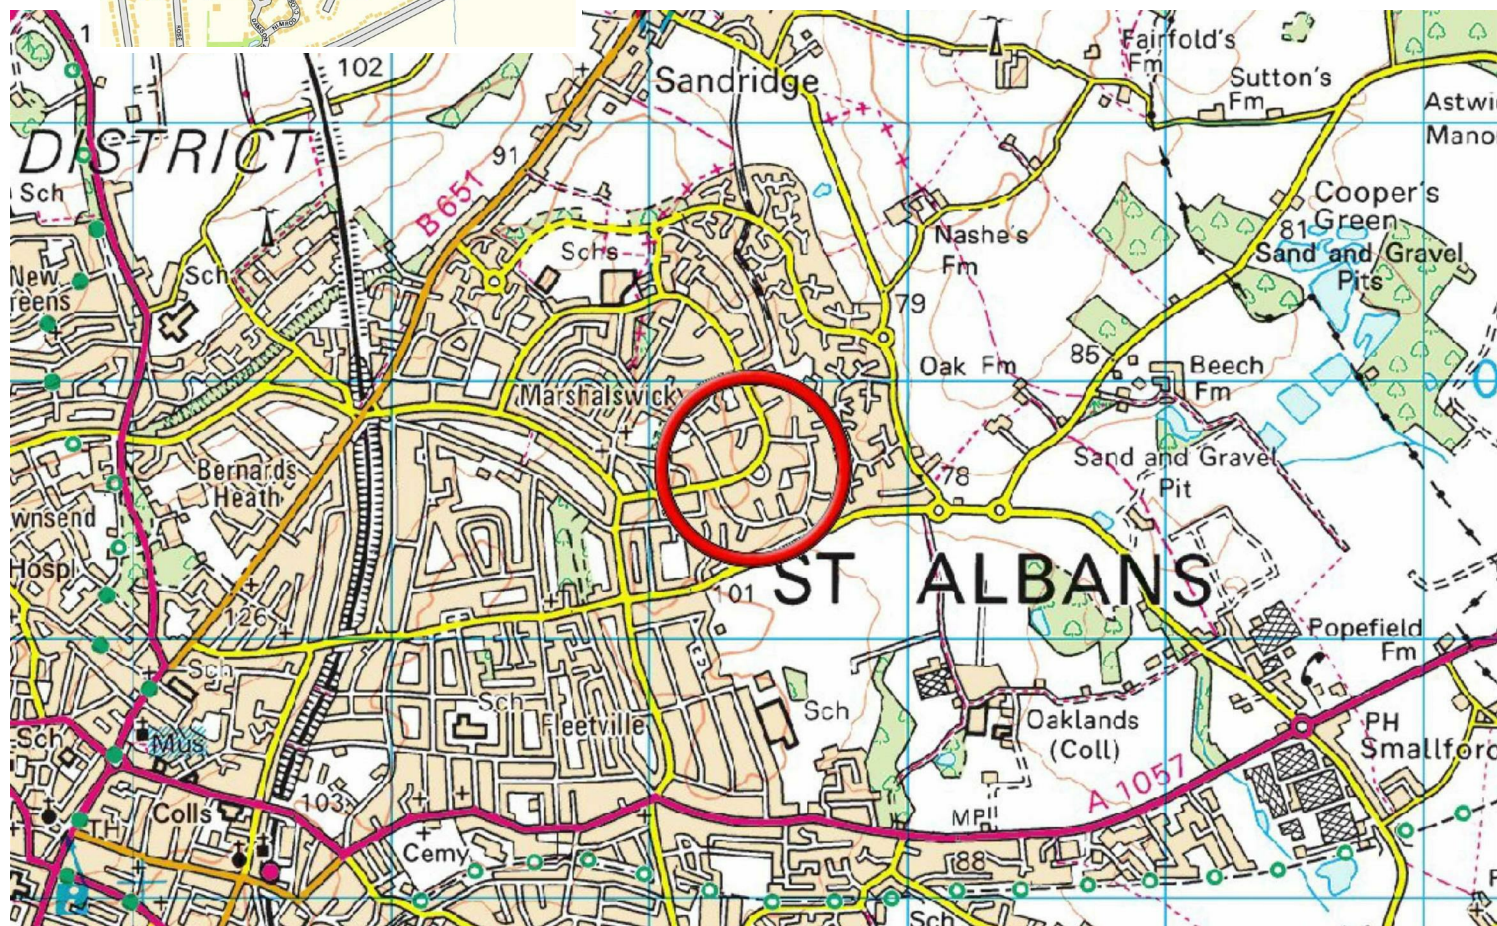 1
102
Sandridge
Fairfold's
Fm
Sutton's
Fm
Astwi
Mano
DISTRICT
91
B 651
Sch
Cooper's
Green
81
Sand and Gravel
Pits
Nashe's
Fm
Schs
Sch
New
reens
79
Oak Fm
85
Beech
Fm
Marshalswick
Bernards
Heath
78
Sand and Gravel
Pit
wnsend
Hospl
ST ALBANS
101
126
Popefield
Fm
Sch
Sch
Fleetville
Sch
Oaklands
(Coll)
PH
Smallford
Sch
Mus
A 1057
103
Colls
TH
MP
Cemy
88
Sch